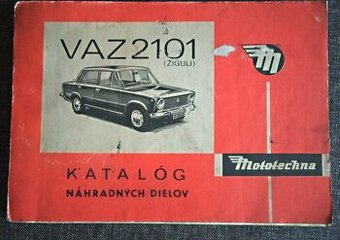 VAZ 2101
(ŽIGULI)
Mototechna
KATALÓG
NÁHRADNÝCH DIELOV